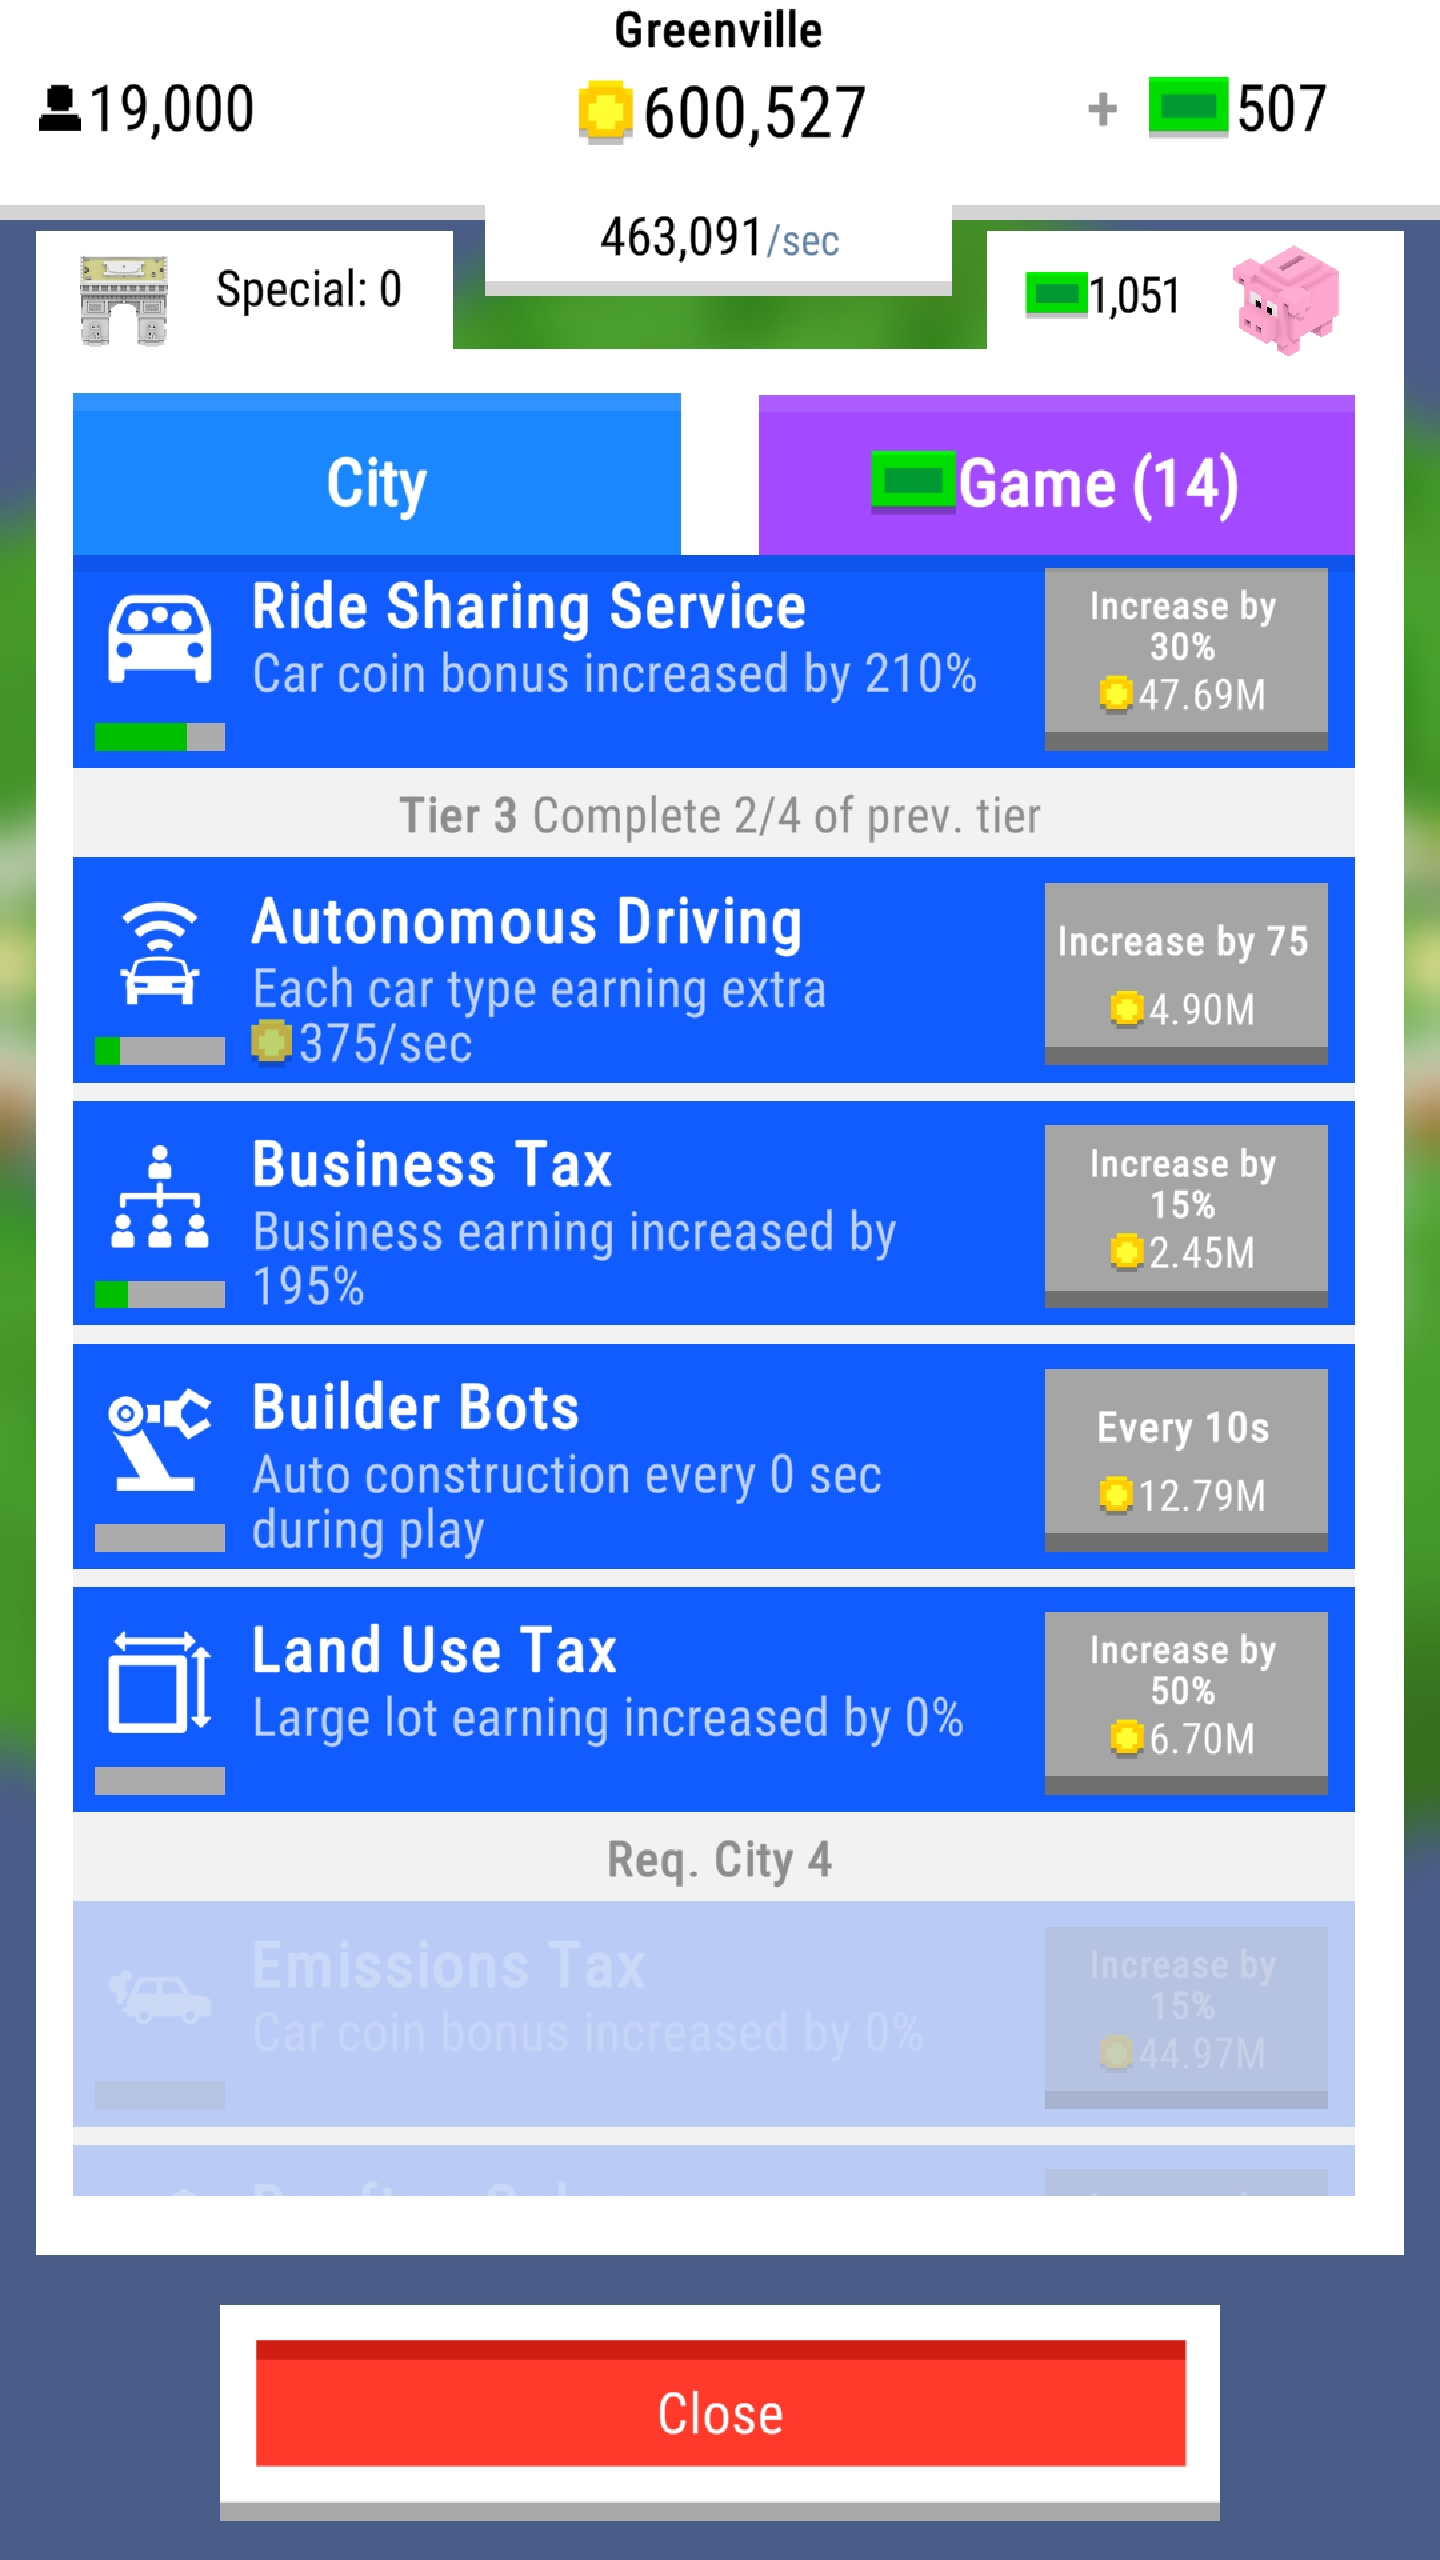 Greenville
19,000
600,527
+ 507
463,091/sec
Special: 0
1,051
City
Game (14)
Ride Sharing Service
Car coin bonus increased by 210%
Increase by
30%
47.69M
Tier 3 Complete 2/4 of prev. tier
Autonomous Driving
Each car type earning extra
375/sec
Increase by 75
4.90M
Business Tax
Business earning increased by
195%
Increase by
15%
2.45M
Builder Bots
Auto construction every 0 sec
during play
Every 10s
12.79M
Land Use Tax
Large lot earning increased by 0%
Increase by
50%
6.70M
Req. City 4
Emissions Tax
Car coin bonus increased by 0%
Increase by
15%
44.97M
Close